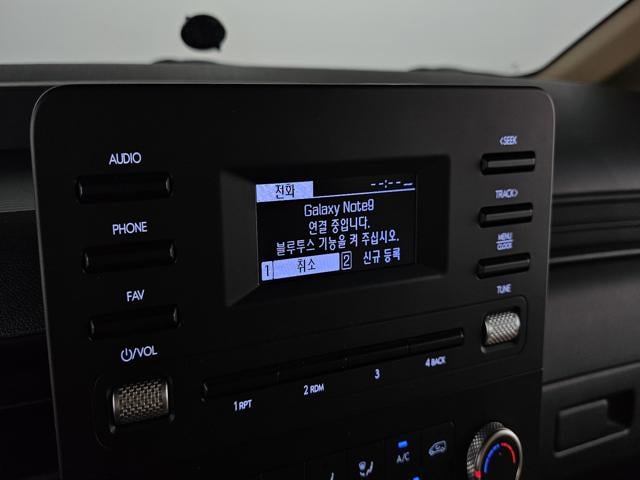 AUDIO
PHONE
FAV
⏻/VOL
전화
--:--
Galaxy Note9
연결 중입니다.
블루투스 기능을 켜 주십시오.
1 취소 2 신규 등록
<SEEK
TRACK>
MENU
CLOCK
TUNE
1 RPT
2 RDM
3
4 BACK
A/C